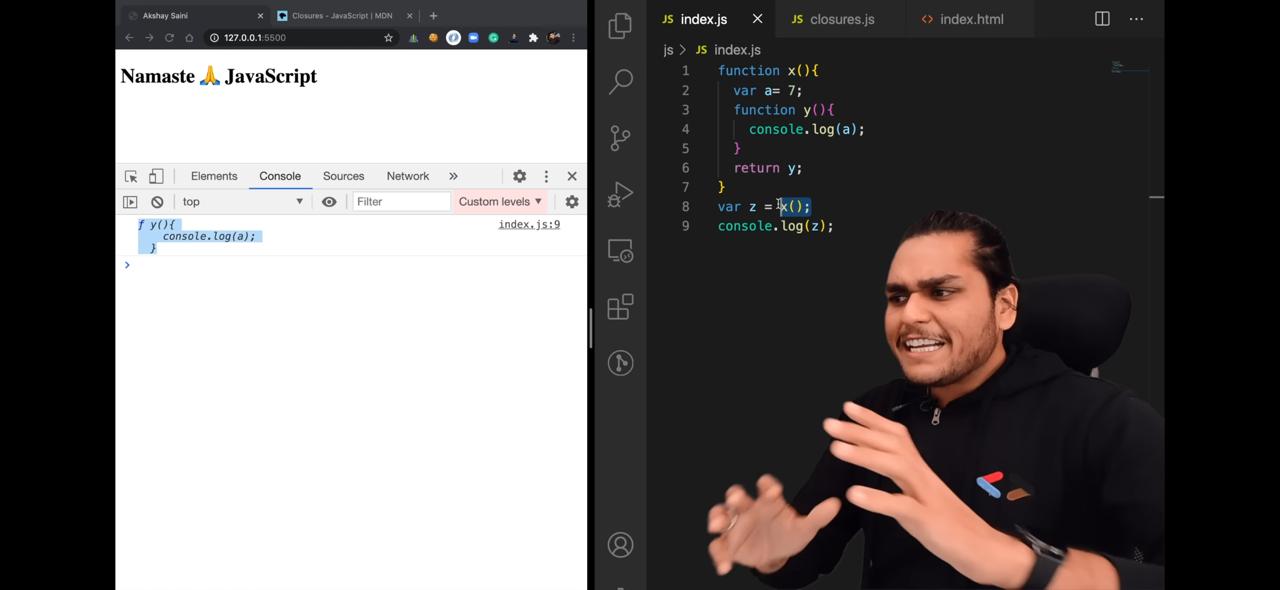 Akshay Saini
Closures - JavaScript | MDN
127.0.0.1:5500
Namaste 🙏 JavaScript
Elements Console Sources Network »
top Filter Custom levels
f y(){ index.js:9
console.log(a);
}
JS index.js JS closures.js <> index.html
js > JS index.js
1 function x(){
2 var a= 7;
3 function y(){
4 console.log(a);
5 }
6 return y;
7 }
8 var z = x();
9 console.log(z);